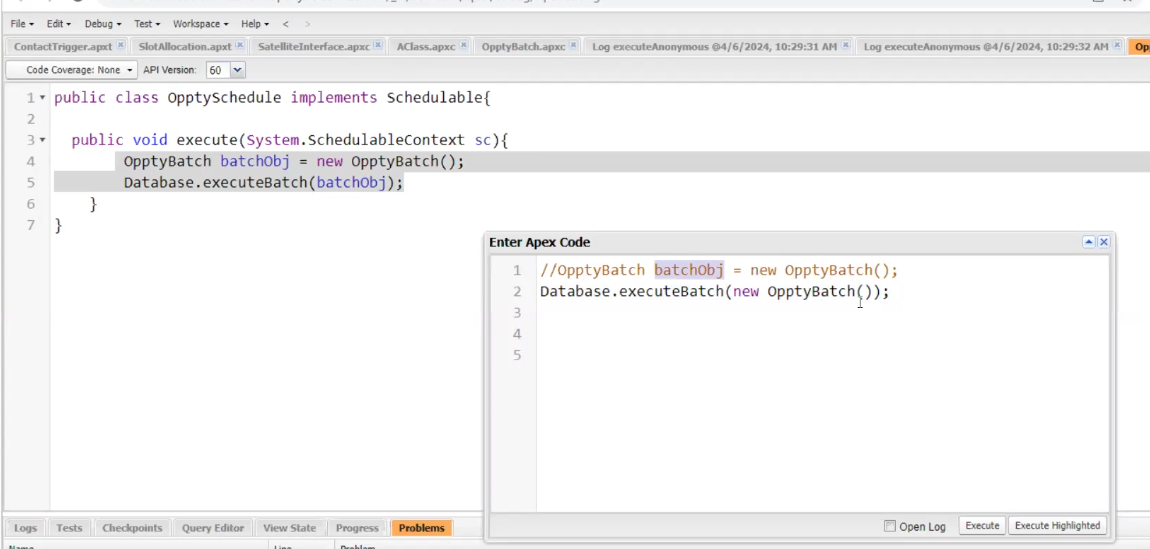 File Edit Debug Test Workspace Help < >
ContactTrigger.apxt SlotAllocation.apxt SatelliteInterface.apxc AClass.apxc OpptyBatch.apxc Log executeAnonymous @4/6/2024, 10:29:31 AM Log executeAnonymous @4/6/2024, 10:29:32 AM
Code Coverage: None API Version: 60
1 public class OpptySchedule implements Schedulable{
2
3 public void execute(System.SchedulableContext sc){
4 OpptyBatch batchObj = new OpptyBatch();
5 Database.executeBatch(batchObj);
6 }
7 }
Enter Apex Code
1 //OpptyBatch batchObj = new OpptyBatch();
2 Database.executeBatch(new OpptyBatch());
3
4
5
Open Log Execute Execute Highlighted
Logs Tests Checkpoints Query Editor View State Progress Problems
Name Line Problem